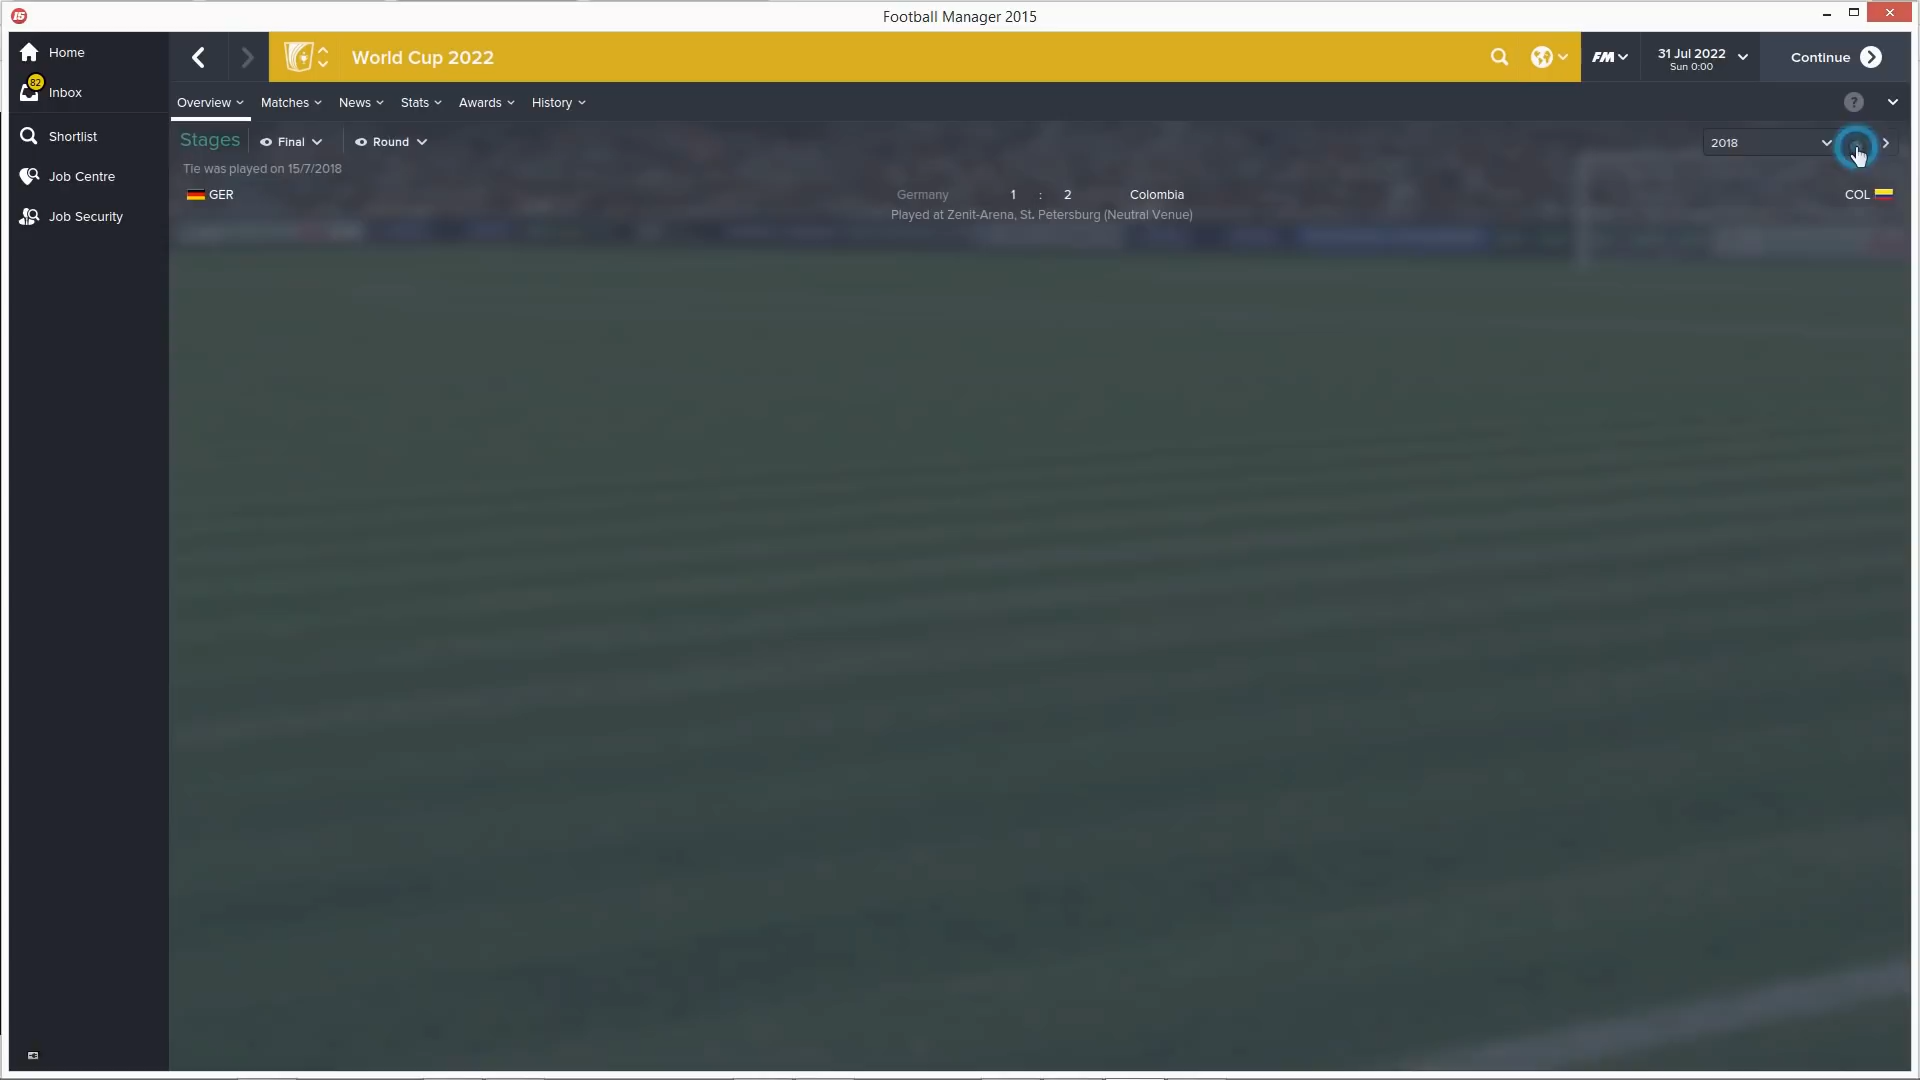 15 Football Manager 2015
Home World Cup 2022 FM 31 Jul 2022 Sun 0:00 Continue
82
Inbox
Overview Matches News Stats Awards History ?
Shortlist
Stages Final Round 2018
Tie was played on 15/7/2018
Job Centre
GER Germany 1 : 2 Colombia COL
Played at Zenit-Arena, St. Petersburg (Neutral Venue)
Job Security